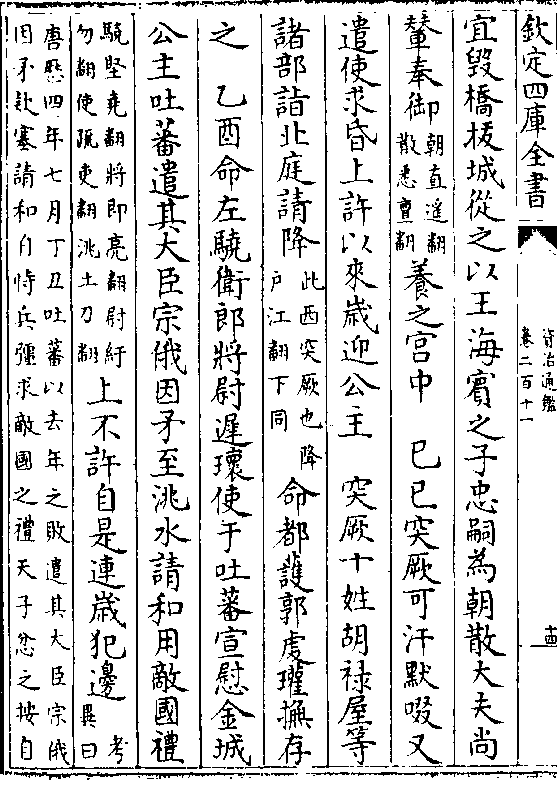 欽定四庫全書
資治通鑑
卷二百十一
十四
宜毀橋拔城從之以王海賓之子忠嗣為朝散大夫尚
輦奉御朝直遥翻散悉亶翻養之宫中　己巳突厥可汗默啜又
遣使求昏上許以來嵗迎公主　突厥十姓胡禄屋等
諸部詣北庭請降此西突厥也降户江翻下同命都䕶郭䖍瓘撫存
之　乙酉命左驍衛郎將尉遲瓌使于吐蕃宣慰金城
公主吐蕃遣其大臣宗俄因矛至洮水請和用敵國禮
驍堅堯翻將即亮翻尉紆勿翻使疏吏翻洮土刀翻上不許自是連嵗犯邊考異曰
唐厯四年七月丁丑吐蕃以去年之敗遣其大臣宗俄
因矛欵塞請和自恃兵彊求敵國之禮天子忿之按自